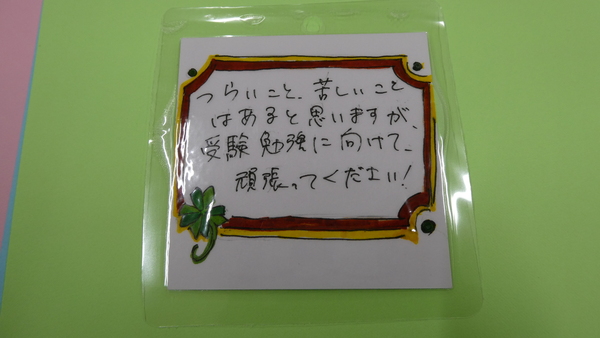 つらいこと、苦しいこと
はあると思いますが、
受験勉強に向けて、
頑張ってください!